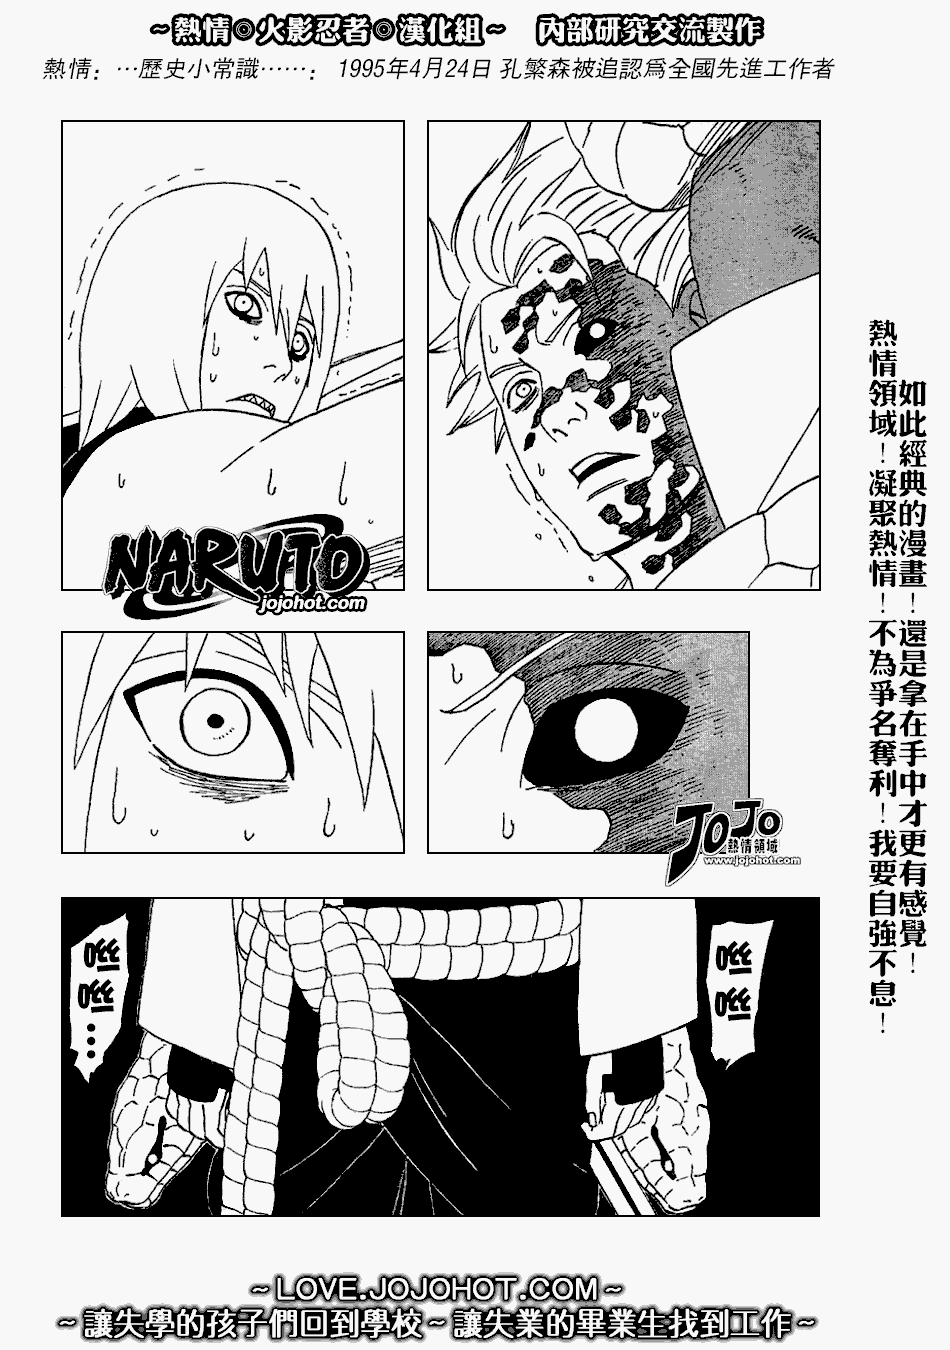 ～熱情◎火影忍者◎漢化組～　內部研究交流製作
熱情：…歷史小常識……：1995年4月24日 孔繁森被追認爲全國先進工作者
如此經典的漫畫！還是拿在手中才更有感覺！
熱情領域！凝聚熱情！不為爭名奪利！我要自強不息！
NARUTO
jojohot.com
JOJO
熱情領域
www.jojohot.com
～LOVE.JOJOHOT.COM～
～讓失學的孩子們回到學校～讓失業的畢業生找到工作～